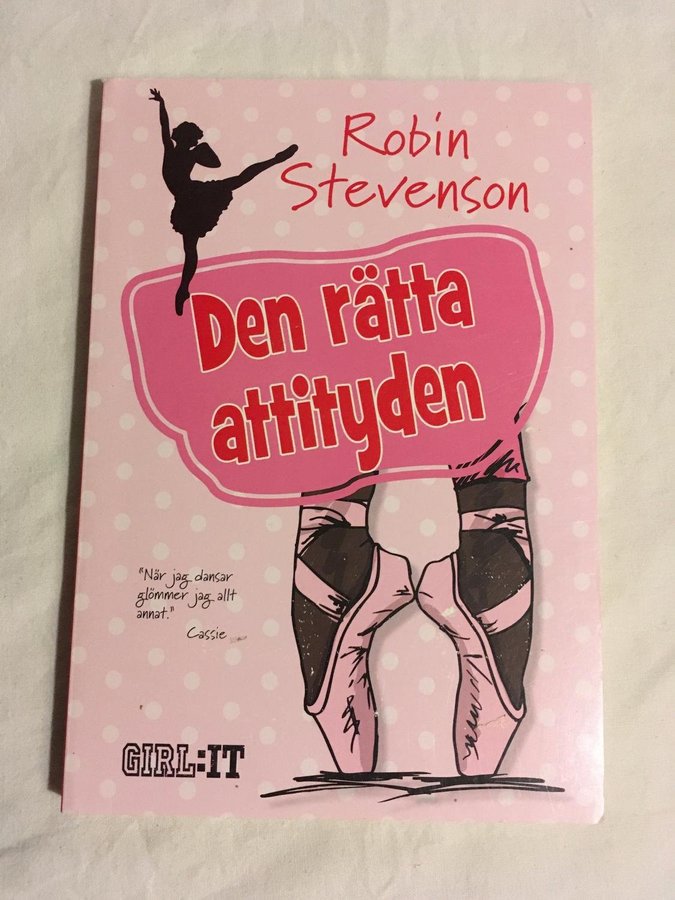 Robin
Stevenson
Den rätta
attityden
"När jag dansar
glömmer jag allt
annat."
Cassie
GIRL:IT